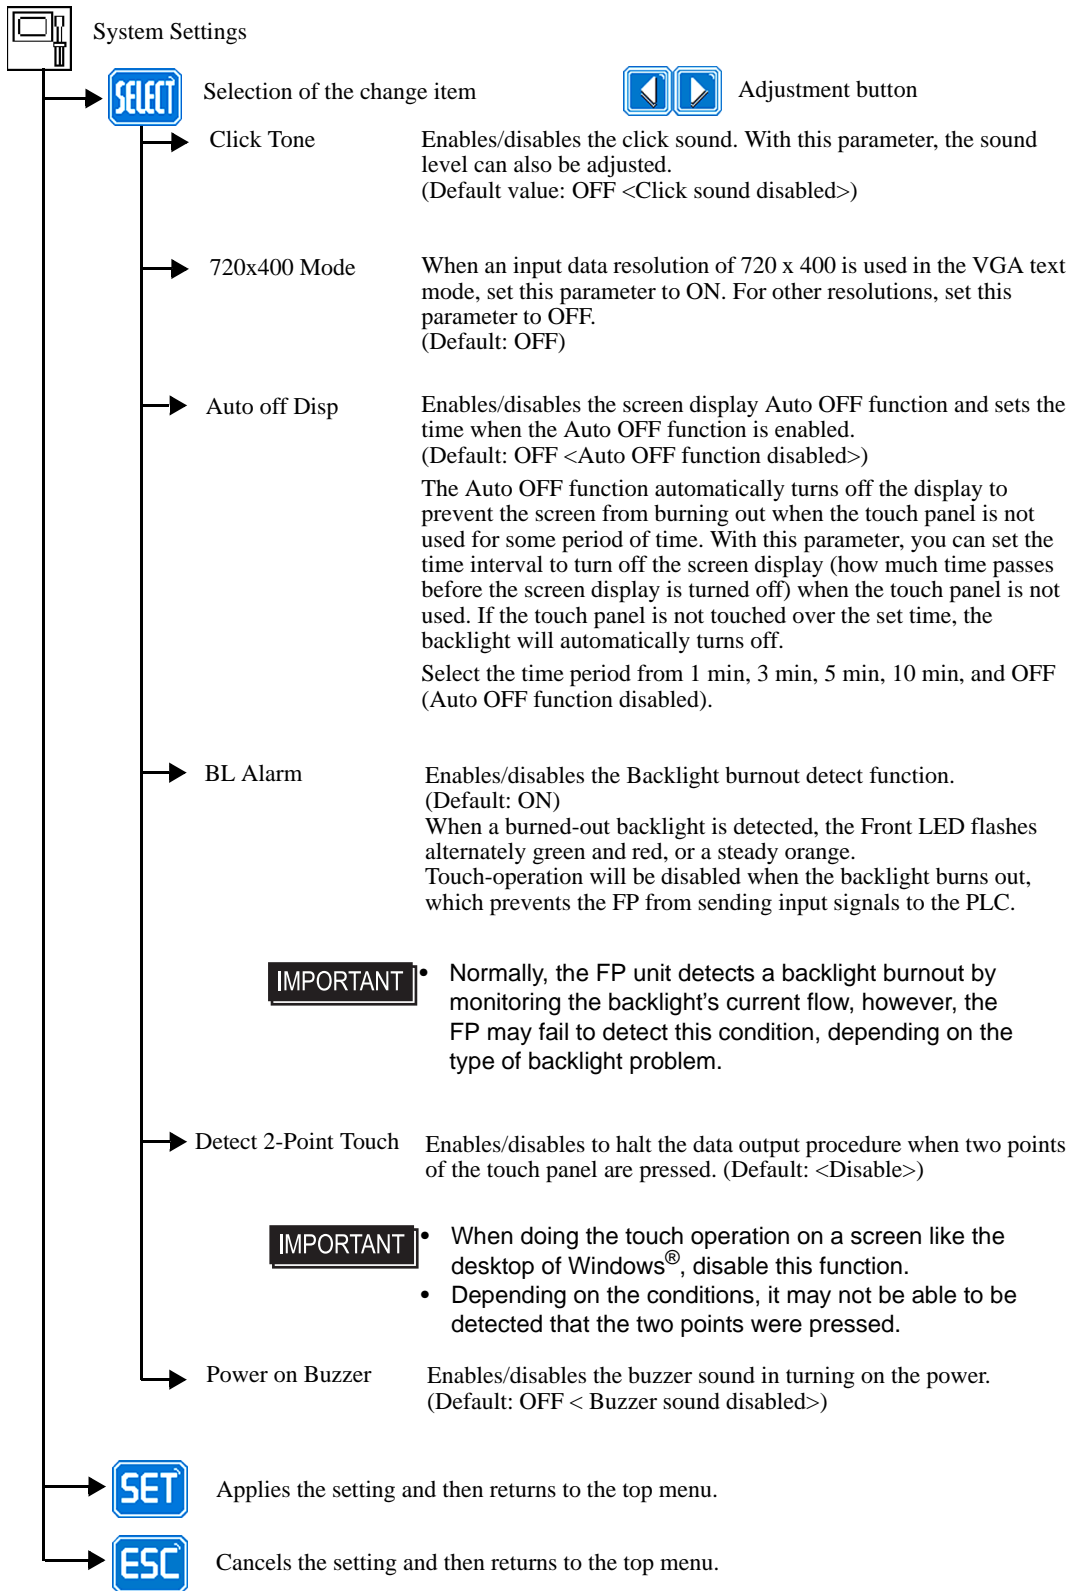 System Settings
SELECT
Selection of the change item
Adjustment button
Click Tone
Enables/disables the click sound. With this parameter, the sound
level can also be adjusted.
(Default value: OFF <Click sound disabled>)
720x400 Mode
When an input data resolution of 720 x 400 is used in the VGA text
mode, set this parameter to ON. For other resolutions, set this
parameter to OFF.
(Default: OFF)
Auto off Disp
Enables/disables the screen display Auto OFF function and sets the
time when the Auto OFF function is enabled.
(Default: OFF <Auto OFF function disabled>)
The Auto OFF function automatically turns off the display to
prevent the screen from burning out when the touch panel is not
used for some period of time. With this parameter, you can set the
time interval to turn off the screen display (how much time passes
before the screen display is turned off) when the touch panel is not
used. If the touch panel is not touched over the set time, the
backlight will automatically turns off.
Select the time period from 1 min, 3 min, 5 min, 10 min, and OFF
(Auto OFF function disabled).
BL Alarm
Enables/disables the Backlight burnout detect function.
(Default: ON)
When a burned-out backlight is detected, the Front LED flashes
alternately green and red, or a steady orange.
Touch-operation will be disabled when the backlight burns out,
which prevents the FP from sending input signals to the PLC.
IMPORTANT
• Normally, the FP unit detects a backlight burnout by
monitoring the backlight’s current flow, however, the
FP may fail to detect this condition, depending on the
type of backlight problem.
Detect 2-Point Touch
Enables/disables to halt the data output procedure when two points
of the touch panel are pressed. (Default: <Disable>)
IMPORTANT
• When doing the touch operation on a screen like the
desktop of Windows®, disable this function.
• Depending on the conditions, it may not be able to be
detected that the two points were pressed.
Power on Buzzer
Enables/disables the buzzer sound in turning on the power.
(Default: OFF < Buzzer sound disabled>)
SET
Applies the setting and then returns to the top menu.
ESC
Cancels the setting and then returns to the top menu.